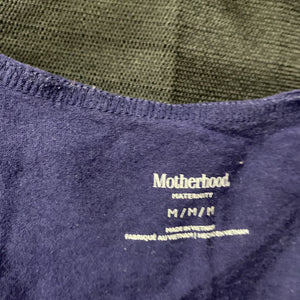 Motherhood.
MATERNITY
M / M / M
MADE IN VIETNAM
FABRIQUÉ AU VIETNAM | HECHO EN VIETNAM